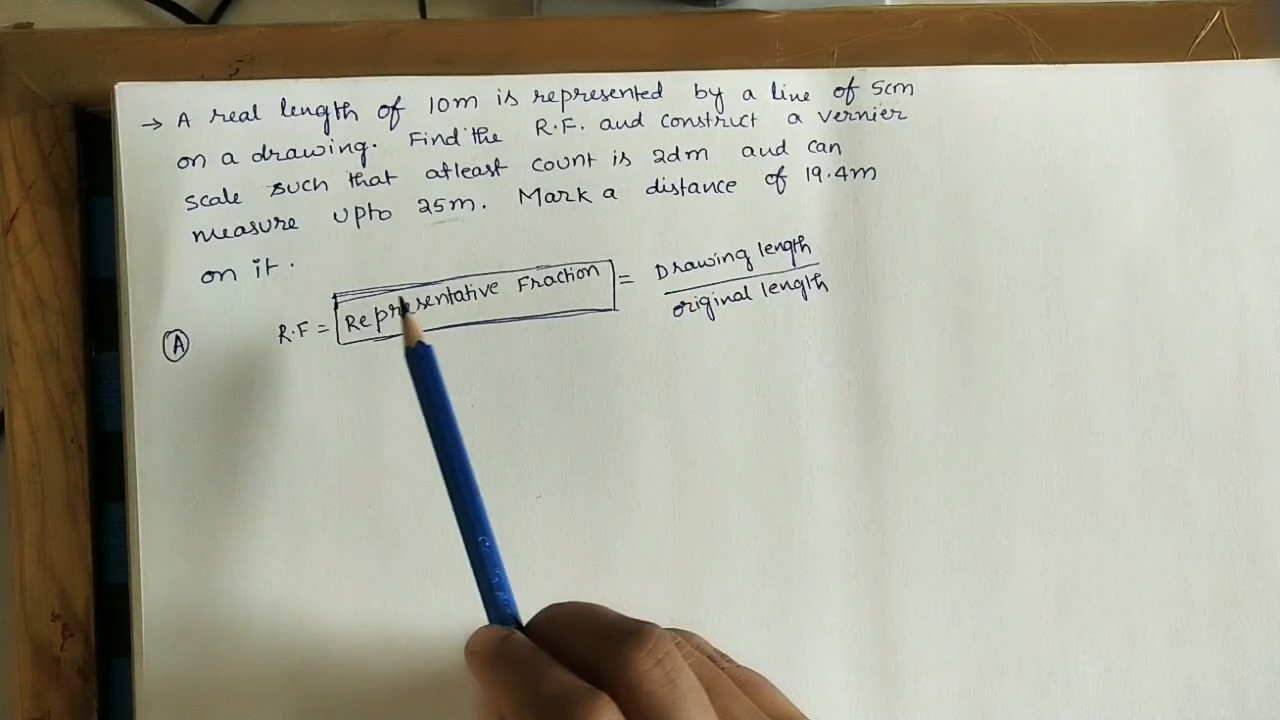 → A real length of 10m is represented by a line of 5cm
on a drawing. Find the R.F. and construct a vernier
scale such that atleast count is 2dm and can
measure upto 25m. Mark a distance of 19.4m
on it.
R.F = Representative Fraction = Drawing length
original length
A